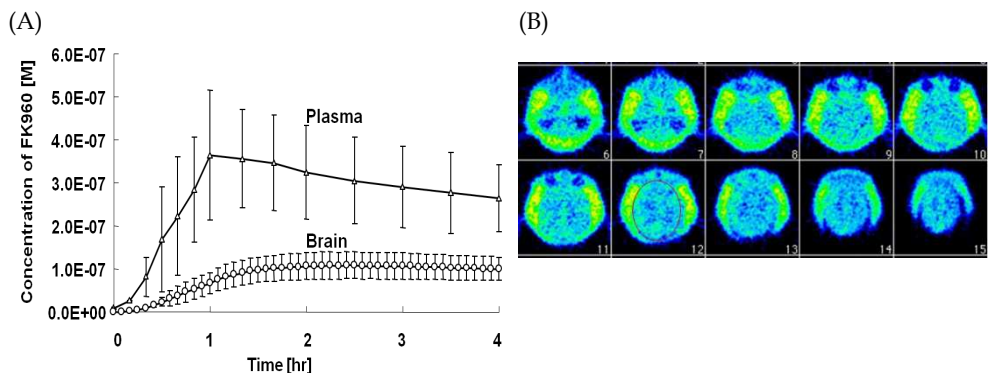 (A)
(B)
Concentration of FK960 [M]
6.0E-07
5.0E-07
4.0E-07
3.0E-07
2.0E-07
1.0E-07
0.0E+00
Plasma
Brain
0 1 2 3 4
Time [hr]
6 7 8 9 10
11 12 13 14 15